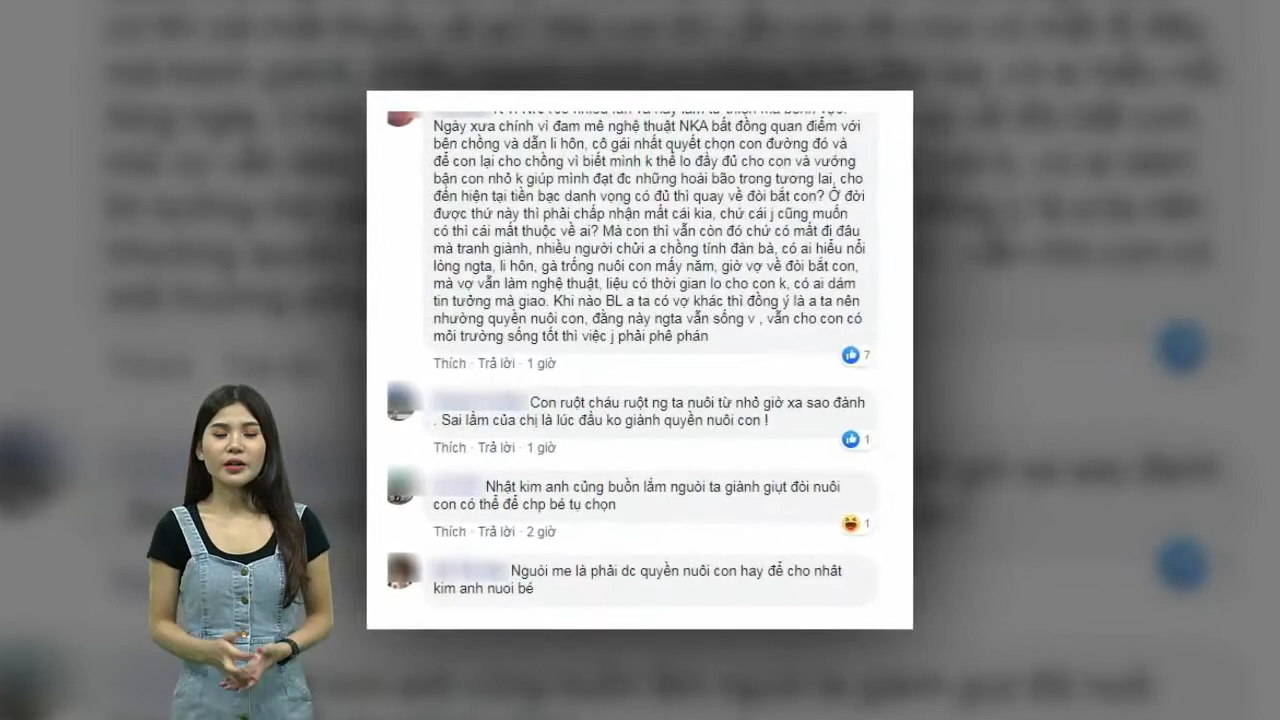 Ngày xưa chính vì đam mê nghệ thuật NKA bất đồng quan điểm với
bên chồng và dẫn li hôn, cô gái nhất quyết chọn con đường đó và
để con lại cho chồng vì biết mình k thể lo đầy đủ cho con và vướng
bận con nhỏ k giúp mình đạt đc những hoài bão trong tương lai, cho
đến hiện tại tiền bạc danh vọng có đủ thì quay về đòi bắt con? Ở đời
được thứ này thì phải chấp nhận mất cái kia, chứ cái j cũng muốn
có thì cái mất thuộc về ai? Mà con thì vẫn còn đó chứ có mất đi đâu
mà tranh giành, nhiều người chửi a chồng tính đàn bà, có ai hiểu nổi
lòng ngta, li hôn, gà trống nuôi con mấy năm, giờ vợ về đòi bắt con,
mà vợ vẫn làm nghệ thuật, liệu có thời gian lo cho con k, có ai dám
tin tưởng mà giao. Khi nào BL a ta có vợ khác thì đồng ý là a ta nên
nhường quyền nuôi con, đằng này ngta vẫn sống v , vẫn cho con có
môi trường sống tốt thì việc j phải phê phán
Thích · Trả lời · 1 giờ
7
Con ruột cháu ruột ng ta nuôi từ nhỏ giờ xa sao đành
. Sai lầm của chị là lúc đầu ko giành quyền nuôi con !
Thích · Trả lời · 1 giờ
1
Nhật kim anh củng buồn lắm nguòi ta giành giựt đòi nuôi
con có thể để chp bé tụ chọn
Thích · Trả lời · 2 giờ
1
Nguòi me là phải dc quyền nuôi con hay để cho nhât
kim anh nuoi bé